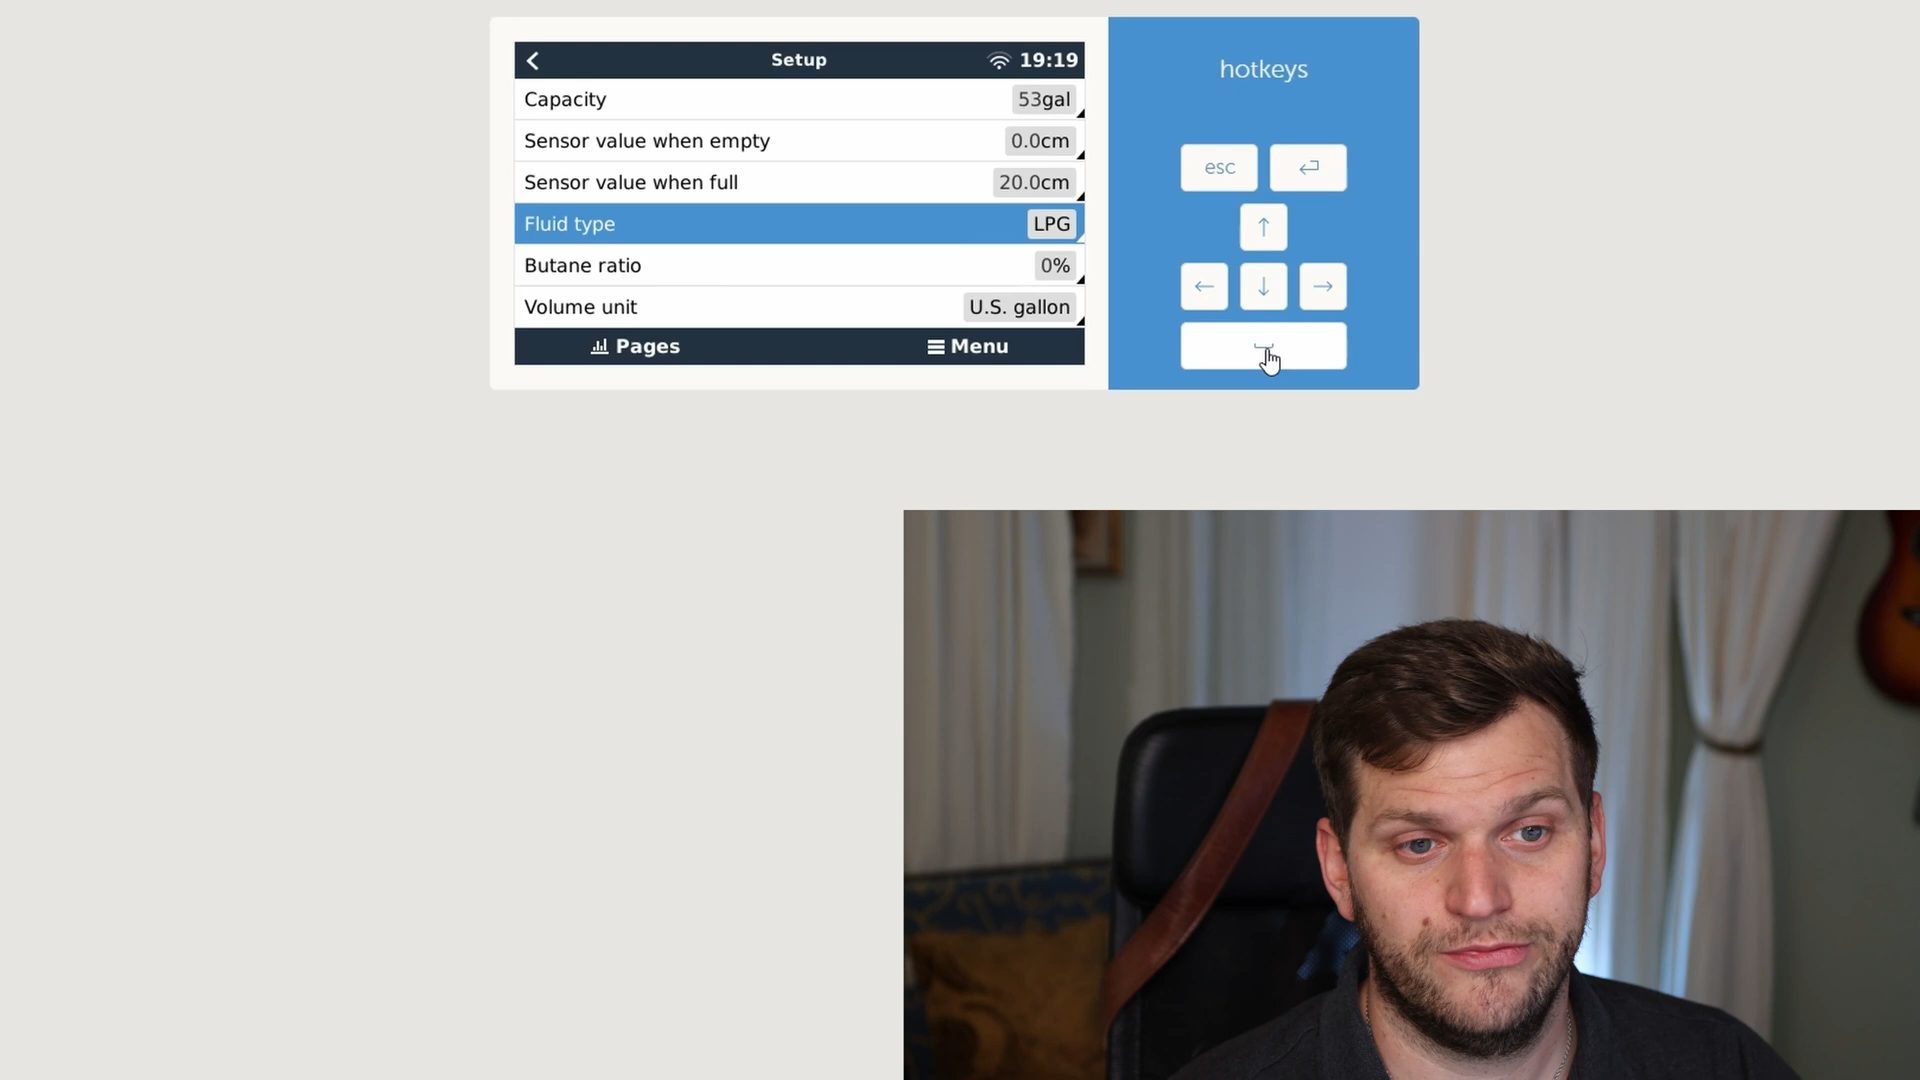 Setup 19:19
Capacity 53gal
Sensor value when empty 0.0cm
Sensor value when full 20.0cm
Fluid type LPG
Butane ratio 0%
Volume unit U.S. gallon
Pages Menu
hotkeys
esc